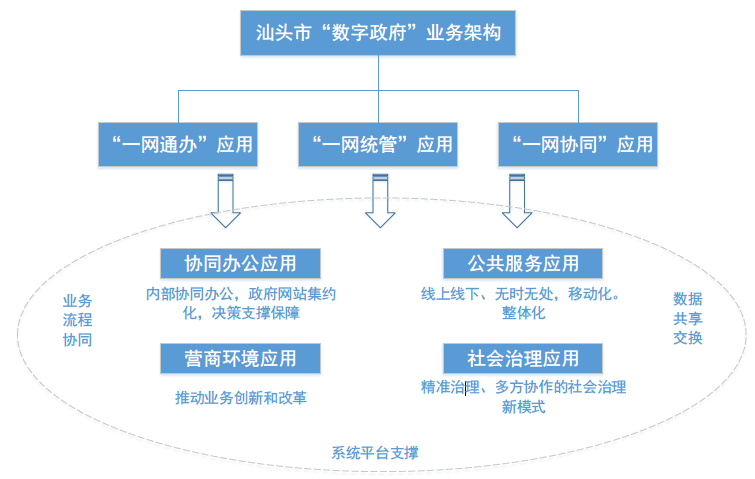 汕头市“数字政府”业务架构
“一网通办”应用
“一网统管”应用
“一网协同”应用
协同办公应用
公共服务应用
内部协同办公，政府网站集约
化，决策支撑保障
线上线下、无时无处，移动化。
整体化
业务
流程
协同
数据
共享
交换
营商环境应用
社会治理应用
推动业务创新和改革
精准治理、多方协作的社会治理
新模式
系统平台支撑